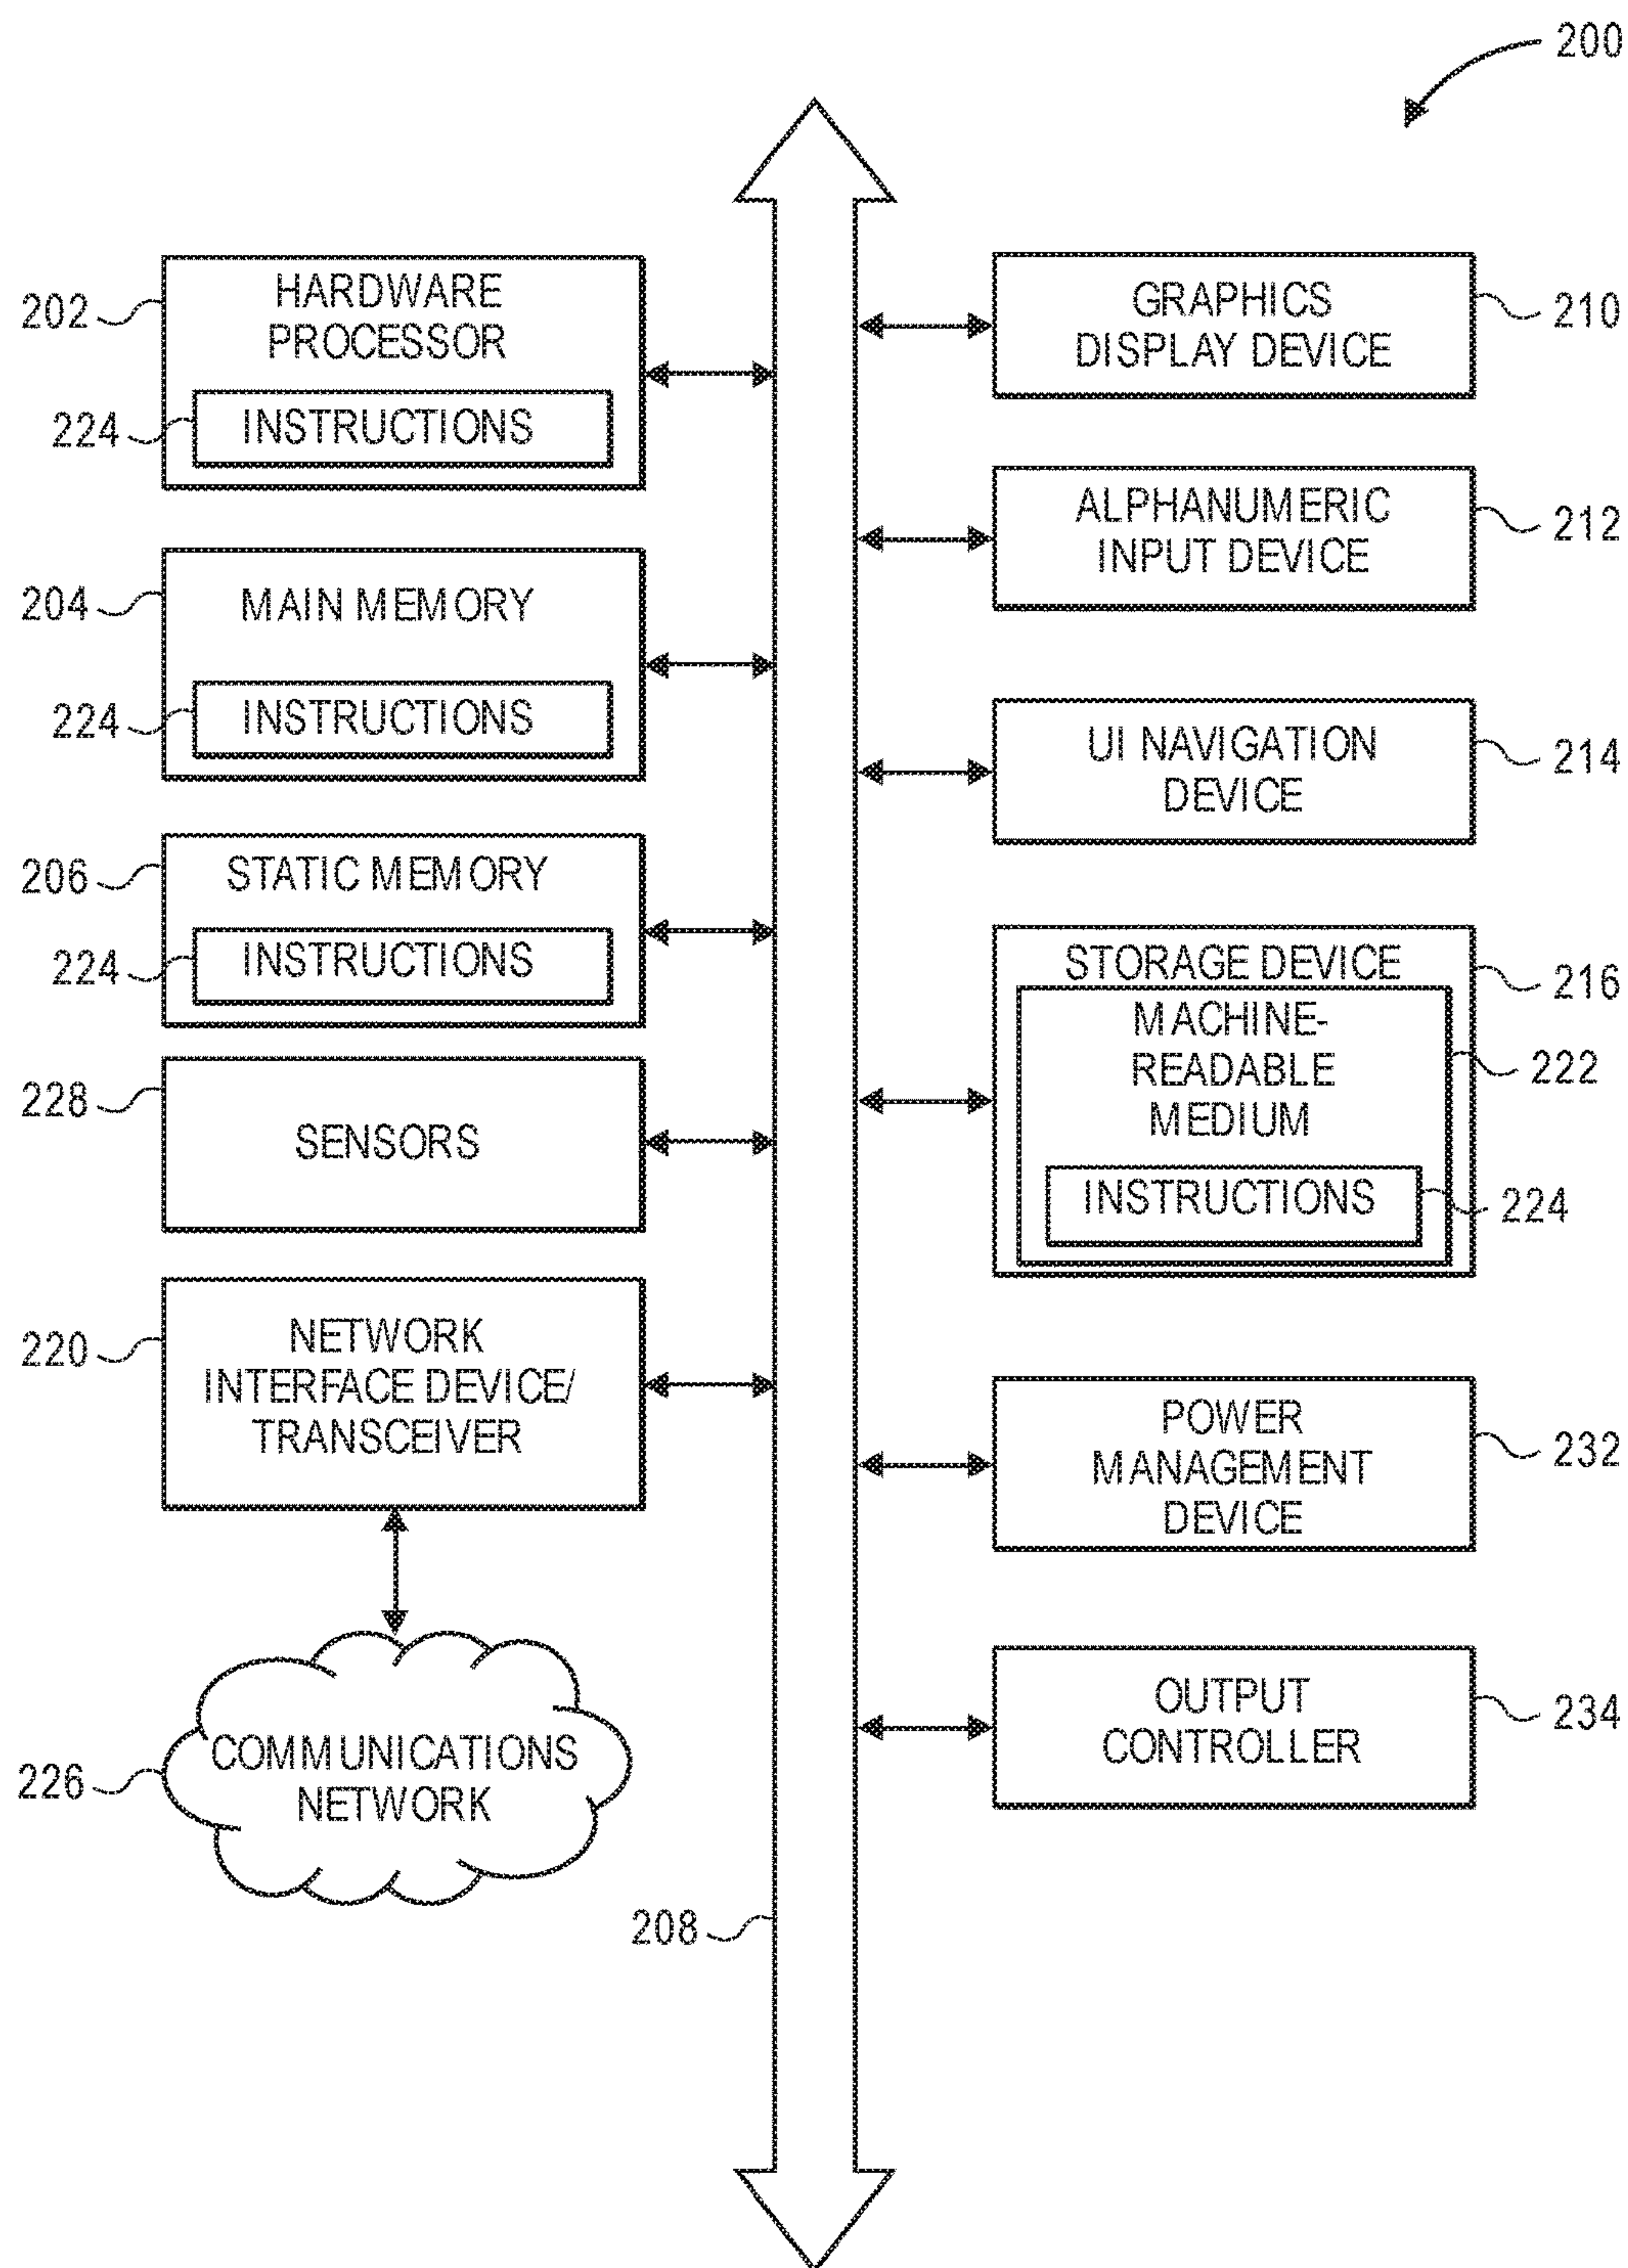 200
202
HARDWARE
PROCESSOR
224
INSTRUCTIONS
204
MAIN MEMORY
224
INSTRUCTIONS
206
STATIC MEMORY
224
INSTRUCTIONS
228
SENSORS
220
NETWORK
INTERFACE DEVICE/
TRANSCEIVER
226
COMMUNICATIONS
NETWORK
208
GRAPHICS
DISPLAY DEVICE
210
ALPHANUMERIC
INPUT DEVICE
212
UI NAVIGATION
DEVICE
214
STORAGE DEVICE
216
MACHINE-
READABLE
MEDIUM
222
INSTRUCTIONS
224
POWER
MANAGEMENT
DEVICE
232
OUTPUT
CONTROLLER
234